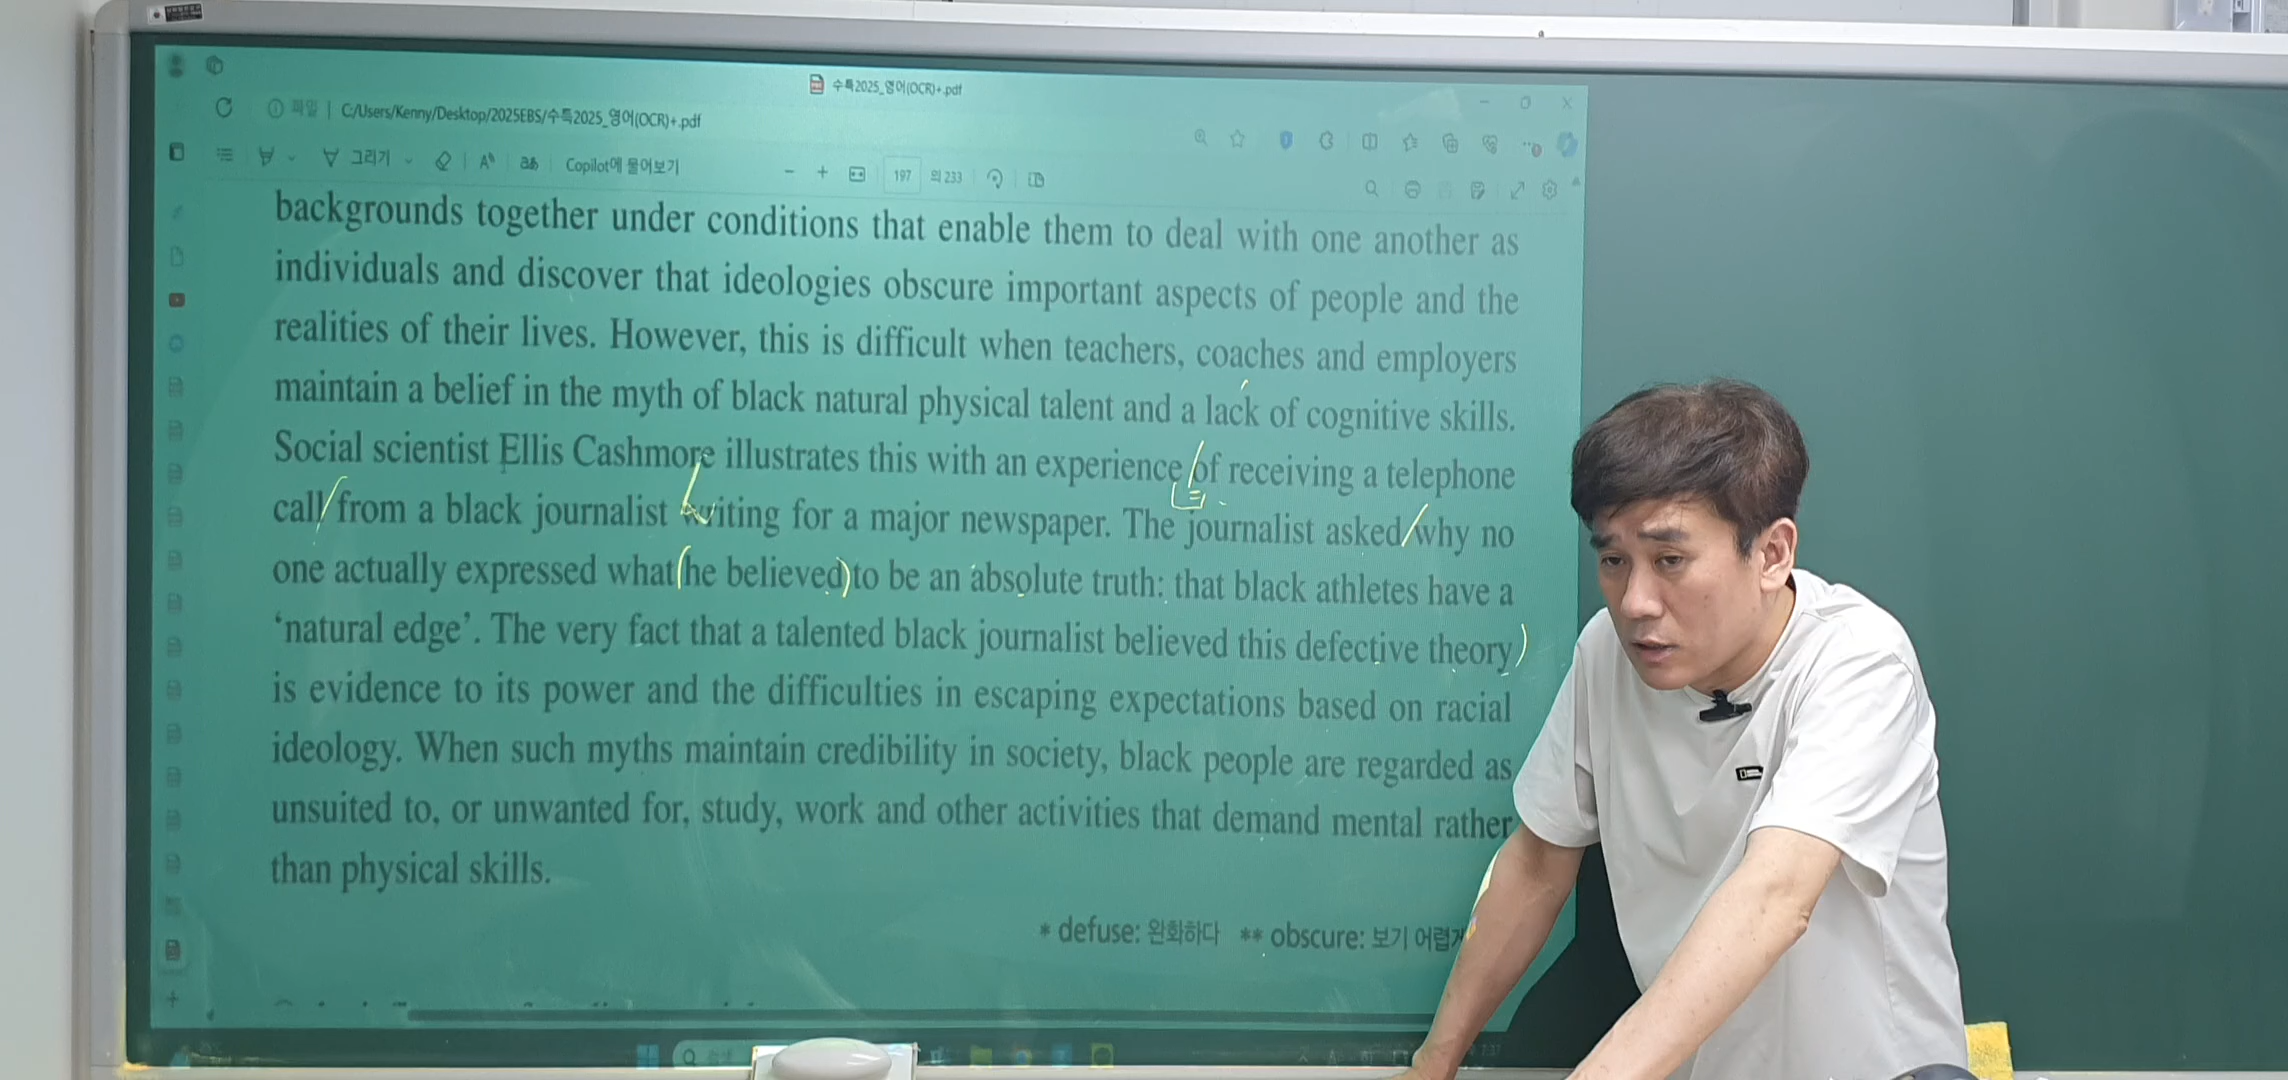 수특2025_영어(OCR)+.pdf
파일 | C:/Users/Kenny/Desktop/2025EBS/수특2025_영어(OCR)+.pdf
그리기 | A | aあ | Copilot에 물어보기 − + 197 의 233
backgrounds together under conditions that enable them to deal with one another as
individuals and discover that ideologies obscure important aspects of people and the
realities of their lives. However, this is difficult when teachers, coaches and employers
maintain a belief in the myth of black natural physical talent and a lack of cognitive skills.
Social scientist Ellis Cashmore illustrates this with an experience of receiving a telephone
call from a black journalist writing for a major newspaper. The journalist asked why no
one actually expressed what (he believed) to be an absolute truth: that black athletes have a
‘natural edge’. The very fact that a talented black journalist believed this defective theory)
is evidence to its power and the difficulties in escaping expectations based on racial
ideology. When such myths maintain credibility in society, black people are regarded as
unsuited to, or unwanted for, study, work and other activities that demand mental rather
than physical skills.
* defuse: 완화하다 ** obscure: 보기 어렵게